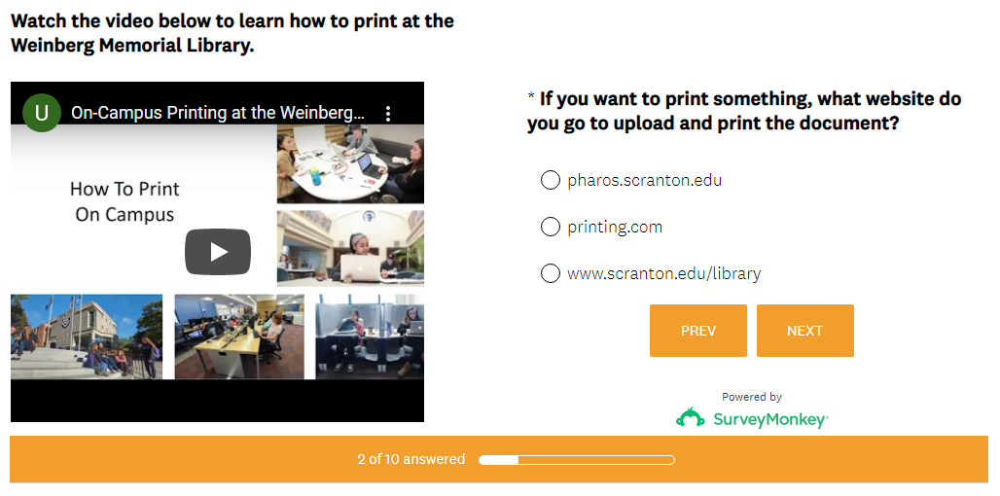 Watch the video below to learn how to print at the
Weinberg Memorial Library.
U
On-Campus Printing at the Weinberg...
How To Print
On Campus
* If you want to print something, what website do
you go to upload and print the document?
pharos.scranton.edu
printing.com
www.scranton.edu/library
PREV
NEXT
Powered by
SurveyMonkey
2 of 10 answered